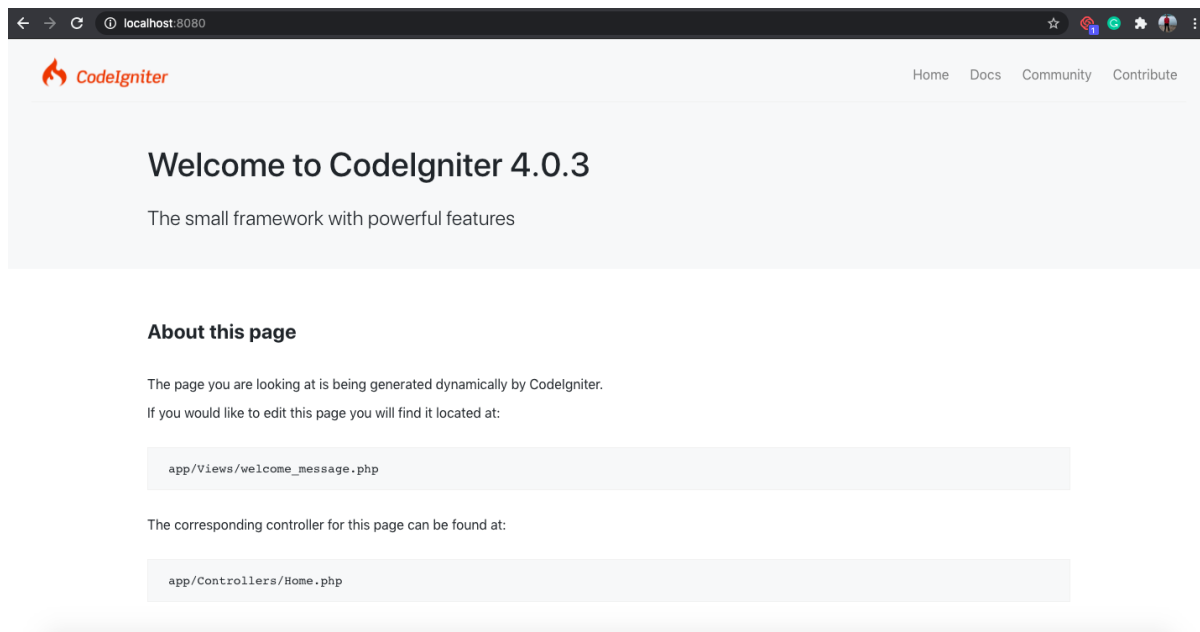 localhost:8080
1
CodeIgniter
Home Docs Community Contribute
Welcome to CodeIgniter 4.0.3
The small framework with powerful features
About this page
The page you are looking at is being generated dynamically by CodeIgniter.
If you would like to edit this page you will find it located at:
app/Views/welcome_message.php
The corresponding controller for this page can be found at:
app/Controllers/Home.php